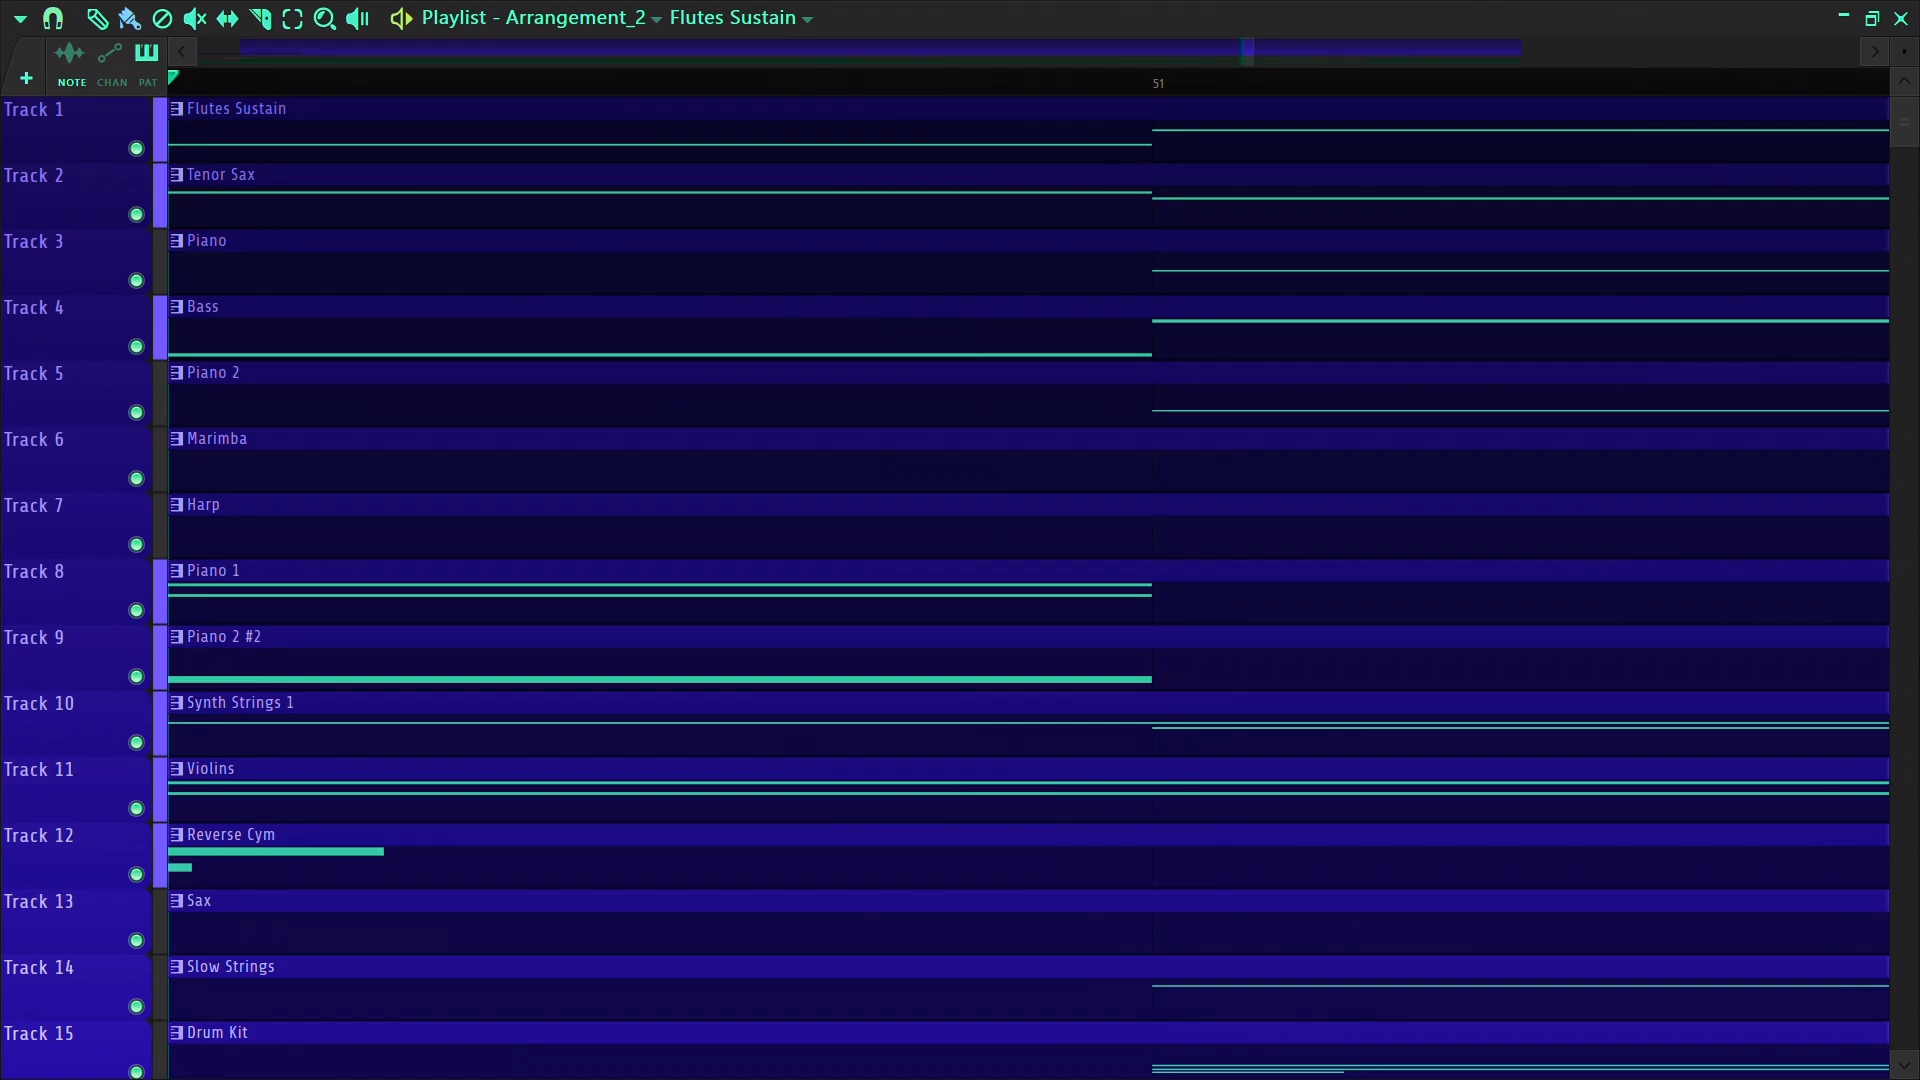 Playlist - Arrangement_2 Flutes Sustain
NOTE CHAN PAT
51
Track 1 Flutes Sustain
Track 2 Tenor Sax
Track 3 Piano
Track 4 Bass
Track 5 Piano 2
Track 6 Marimba
Track 7 Harp
Track 8 Piano 1
Track 9 Piano 2 #2
Track 10 Synth Strings 1
Track 11 Violins
Track 12 Reverse Cym
Track 13 Sax
Track 14 Slow Strings
Track 15 Drum Kit